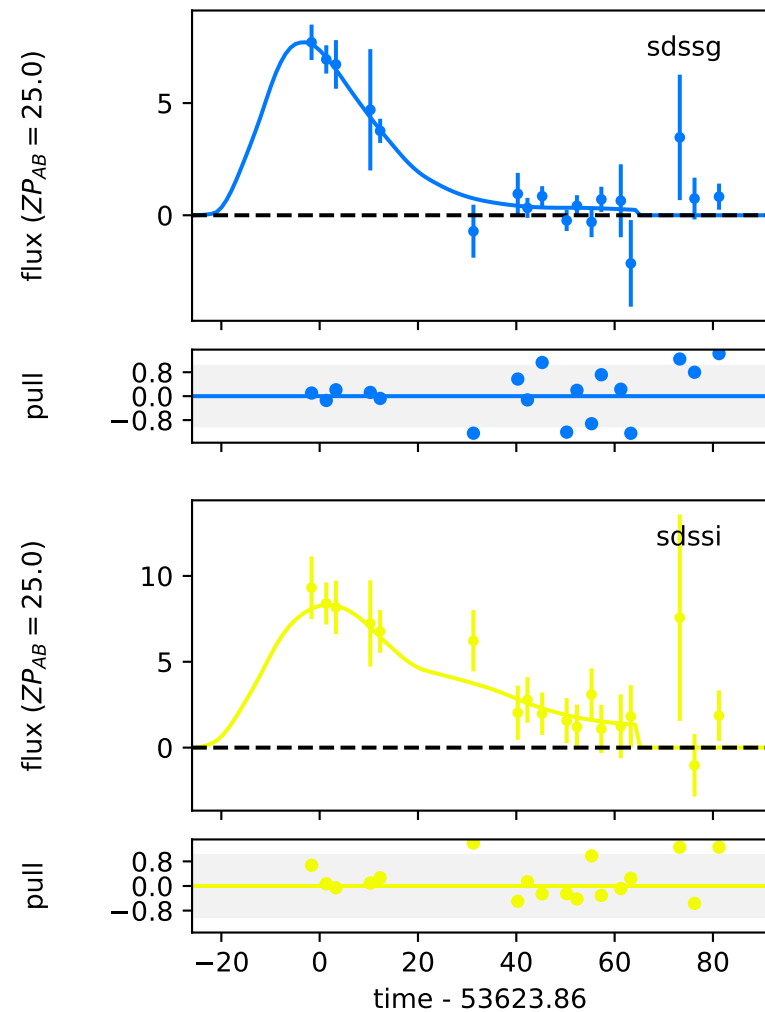 sdssg
flux (ZP_AB = 25.0)
5
0
pull
0.8
0.0
−0.8
sdssi
flux (ZP_AB = 25.0)
10
5
0
pull
0.8
0.0
−0.8
−20 0 20 40 60 80
time - 53623.86